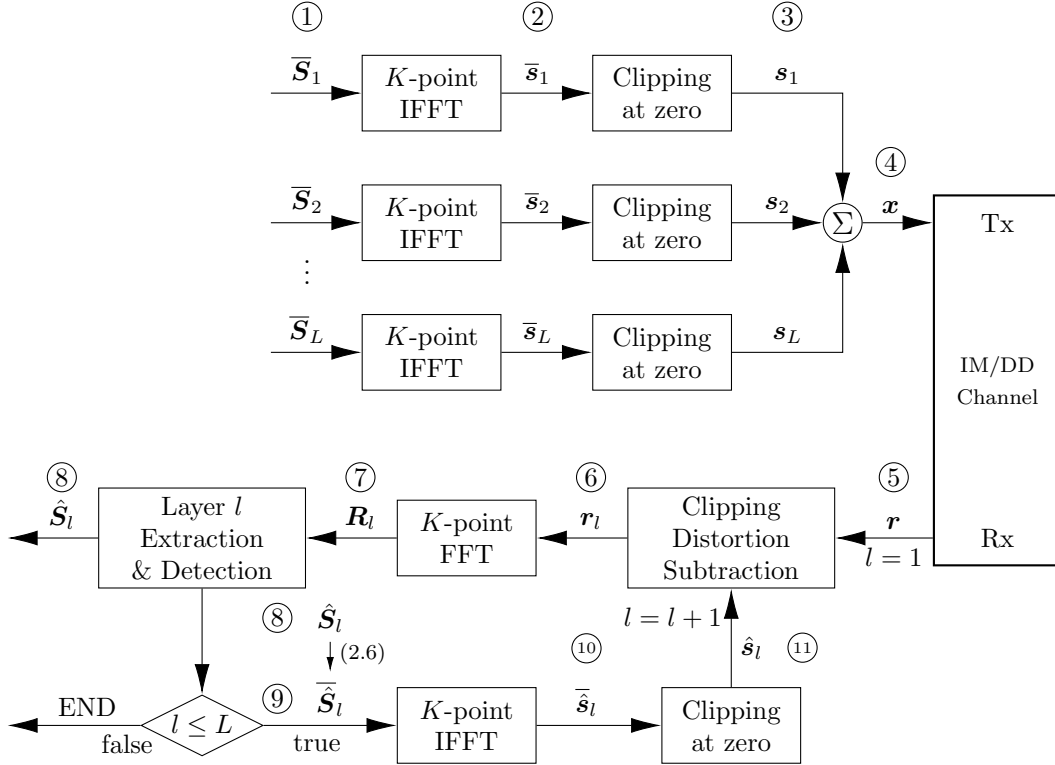 ① ② ③
S̅₁ K-point IFFT s̅₁ Clipping at zero s₁
④
S̅₂ K-point IFFT s̅₂ Clipping at zero s₂ Σ x Tx
⋮
S̅_L K-point IFFT s̅_L Clipping at zero s_L
IM/DD
Channel
⑧ ⑦ ⑥ ⑤
Ŝ_l
Layer l
Extraction
& Detection
R_l
K-point
FFT
r_l
Clipping
Distortion
Subtraction
r
l = 1
Rx
⑧ Ŝ_l
(2.6)
l = l + 1
⑩ ŝ_l ⑪
END
false
l ≤ L
⑨
true
Ŝ̅_l
K-point
IFFT
ŝ̅_l
Clipping
at zero